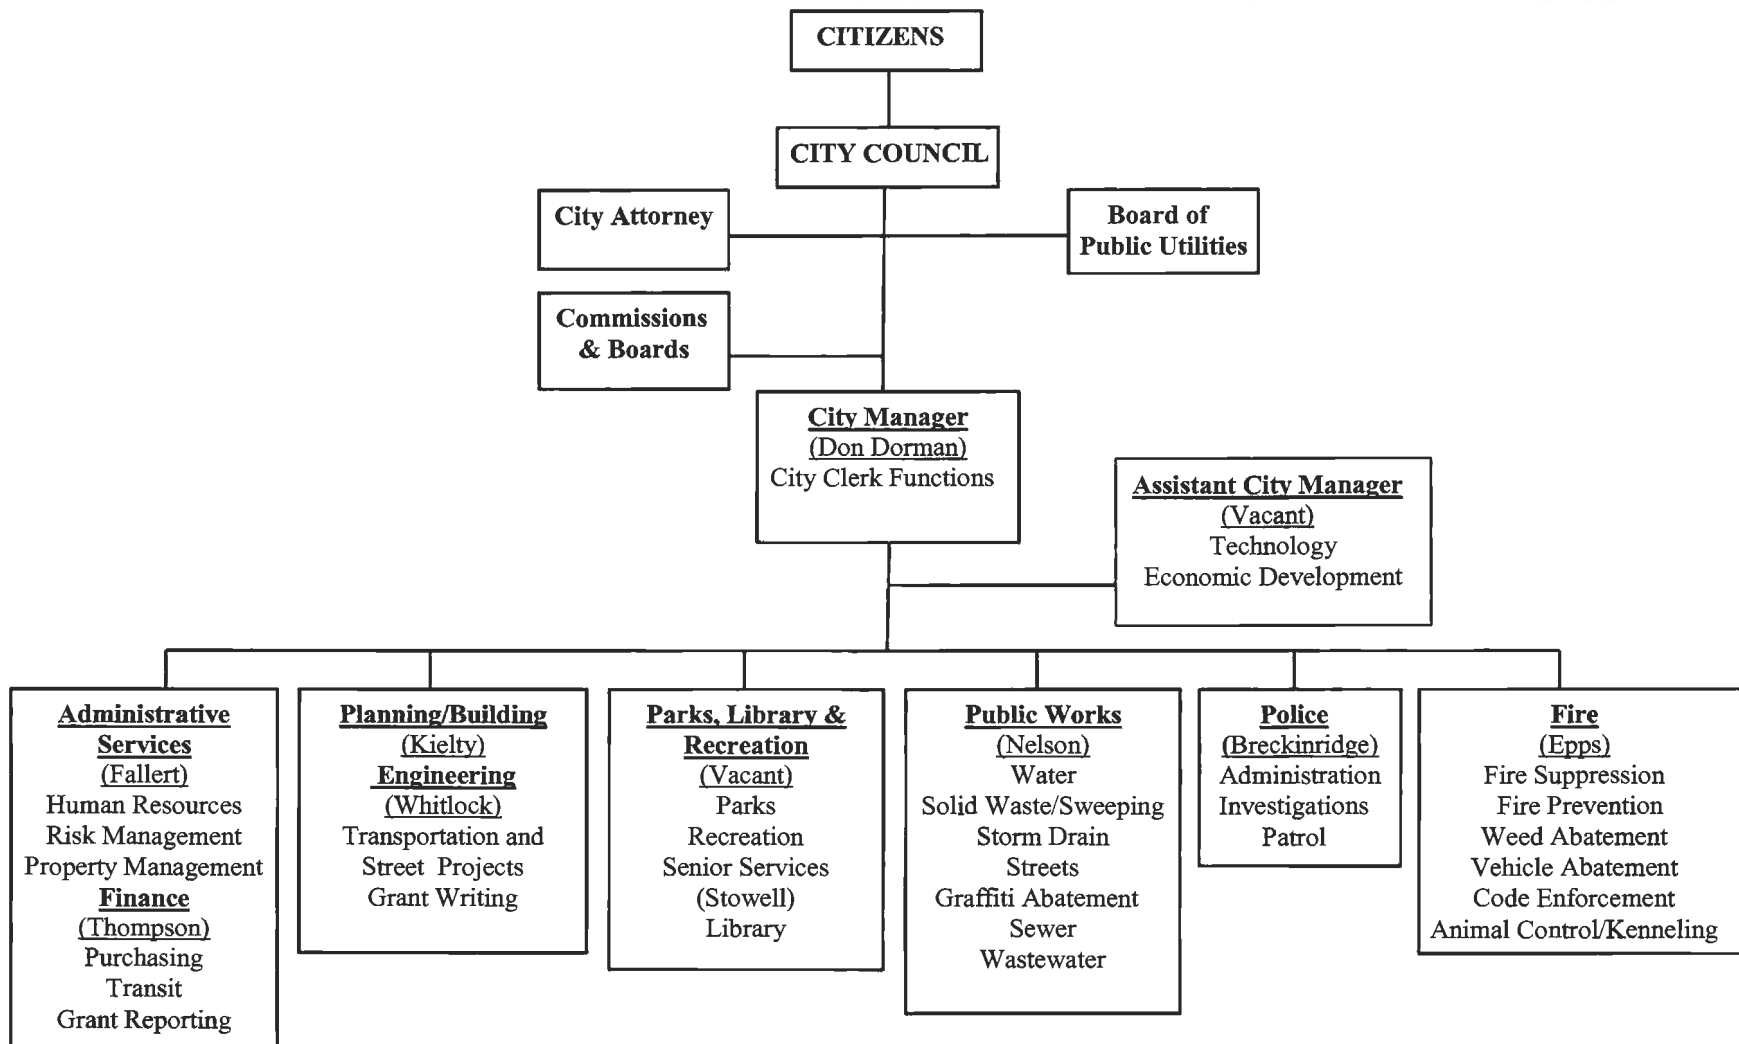 CITIZENS
CITY COUNCIL
City Attorney
Board of
Public Utilities
Commissions
& Boards
City Manager
(Don Dorman)
City Clerk Functions
Assistant City Manager
(Vacant)
Technology
Economic Development
Administrative
Services
(Fallert)
Human Resources
Risk Management
Property Management
Finance
(Thompson)
Purchasing
Transit
Grant Reporting
Planning/Building
(Kielty)
Engineering
(Whitlock)
Transportation and
Street Projects
Grant Writing
Parks, Library &
Recreation
(Vacant)
Parks
Recreation
Senior Services
(Stowell)
Library
Public Works
(Nelson)
Water
Solid Waste/Sweeping
Storm Drain
Streets
Graffiti Abatement
Sewer
Wastewater
Police
(Breckinridge)
Administration
Investigations
Patrol
Fire
(Epps)
Fire Suppression
Fire Prevention
Weed Abatement
Vehicle Abatement
Code Enforcement
Animal Control/Kenneling